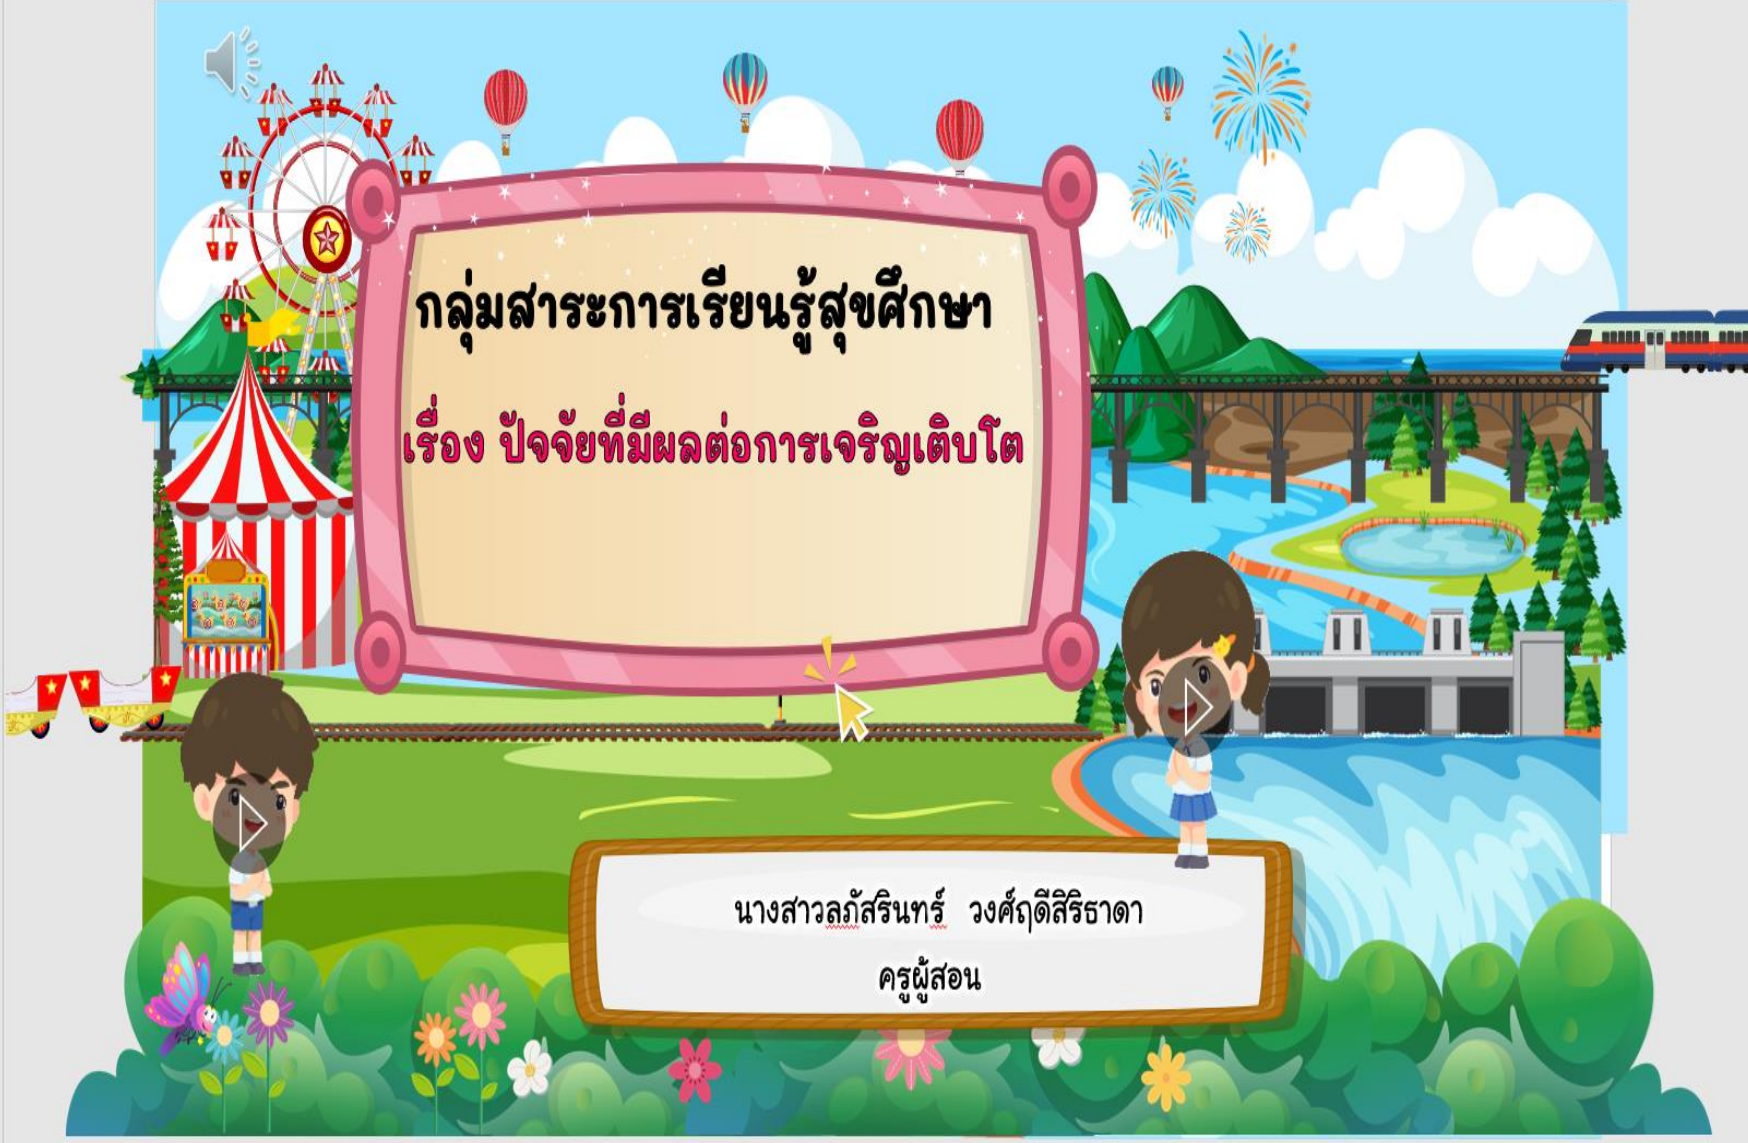 กลุ่มสาระการเรียนรู้สุขศึกษา
เรื่อง ปัจจัยที่มีผลต่อการเจริญเติบโต
นางสาวลภัสรินทร์ วงศ์ฤดีสิริธาดา
ครูผู้สอน